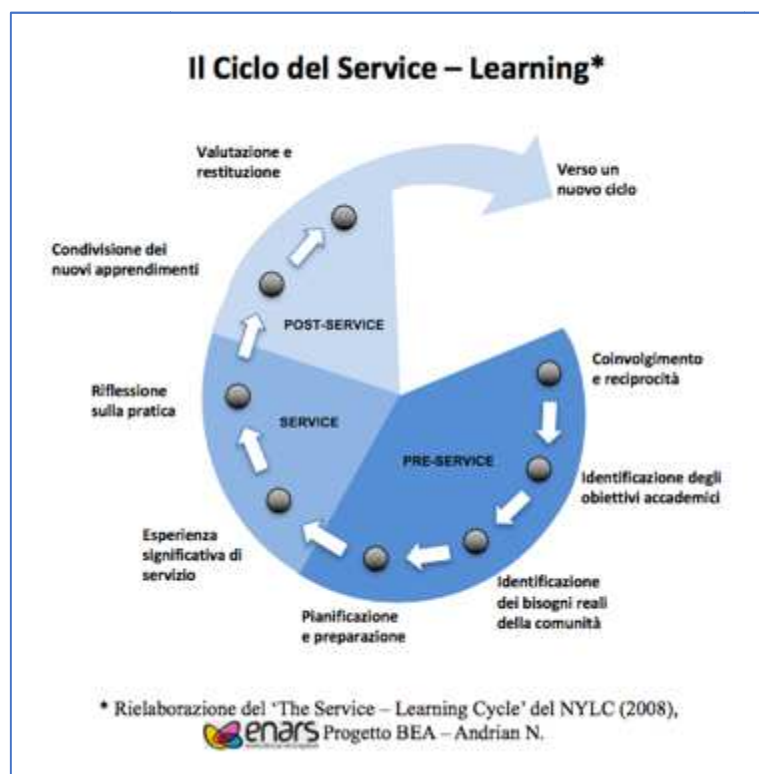 Il Ciclo del Service – Learning*
Valutazione e
restituzione
Verso un
nuovo ciclo
Condivisione dei
nuovi apprendimenti
POST-SERVICE
Coinvolgimento
e reciprocità
Riflessione
sulla pratica
SERVICE
PRE-SERVICE
Identificazione degli
obiettivi accademici
Esperienza
significativa di
servizio
Identificazione
dei bisogni reali
della comunità
Pianificazione
e preparazione
* Rielaborazione del 'The Service – Learning Cycle' del NYLC (2008),
enars Progetto BEA – Andrian N.